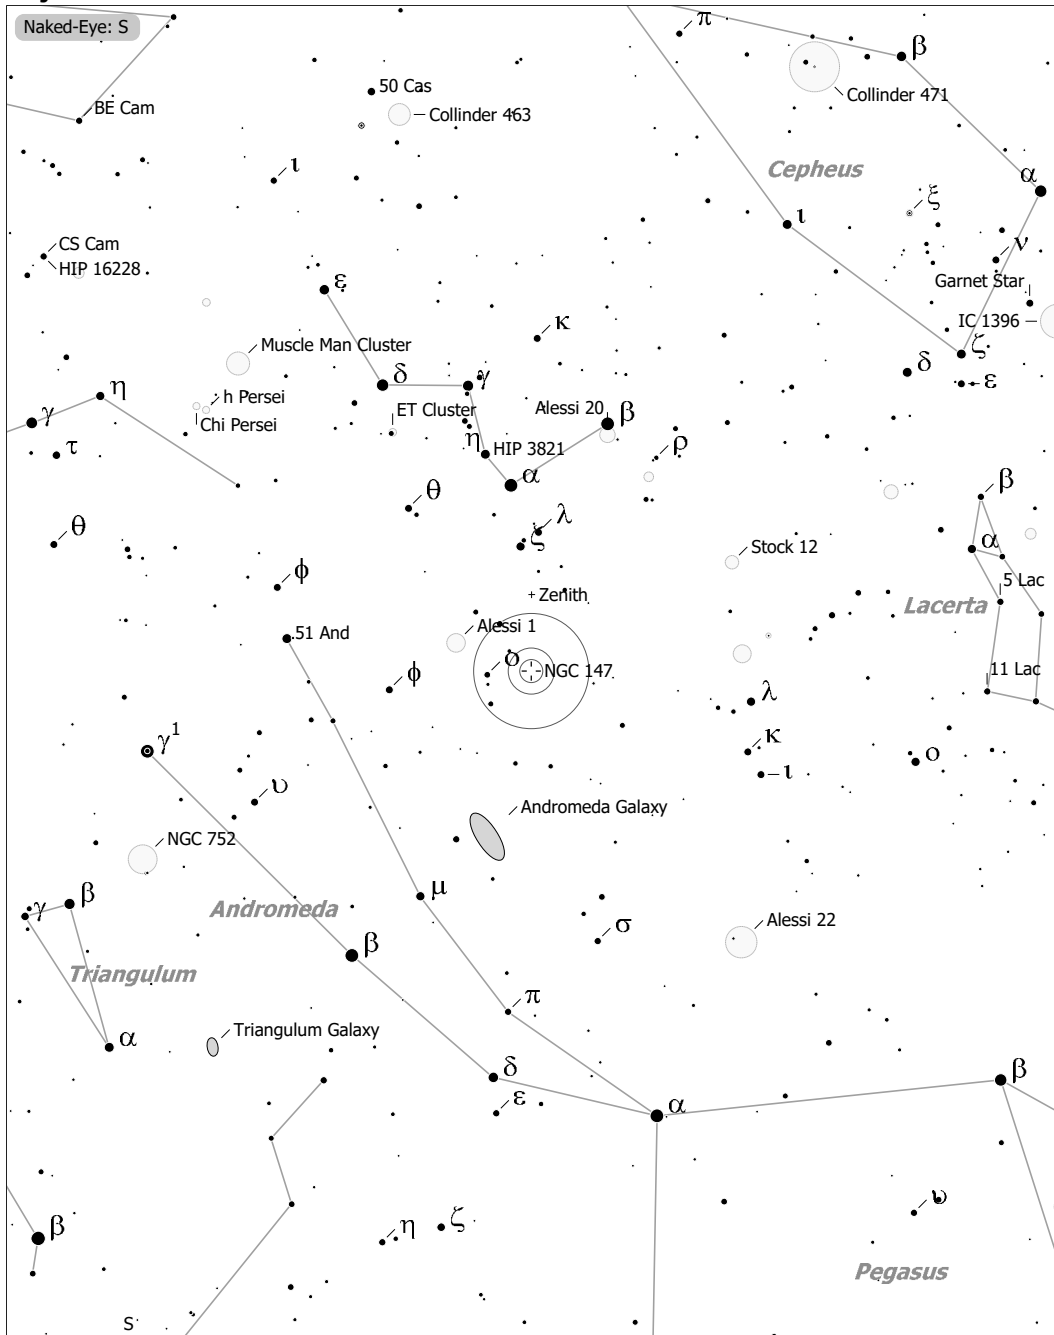 Naked-Eye: S
π
β
50 Cas
Collinder 471
BE Cam
Collinder 463
Cepheus
ι
α
ξ
ι
CS Cam
ν
HIP 16228
Garnet Star
ε
IC 1396
κ
Muscle Man Cluster
ζ
δ
γ
δ
ε
η
h Persei
ET Cluster
Alessi 20
β
γ
Chi Persei
τ
η
HIP 3821
ρ
α
β
θ
λ
θ
ζ
α
Stock 12
φ
5 Lac
Zenith
Lacerta
51 And
Alessi 1
ο
NGC 147
11 Lac
φ
λ
γ¹
κ
ο
ι
υ
Andromeda Galaxy
NGC 752
β
μ
γ
Andromeda
σ
Alessi 22
β
Triangulum
π
Triangulum Galaxy
α
δ
β
ε
α
υ
β
η
ζ
Pegasus
S